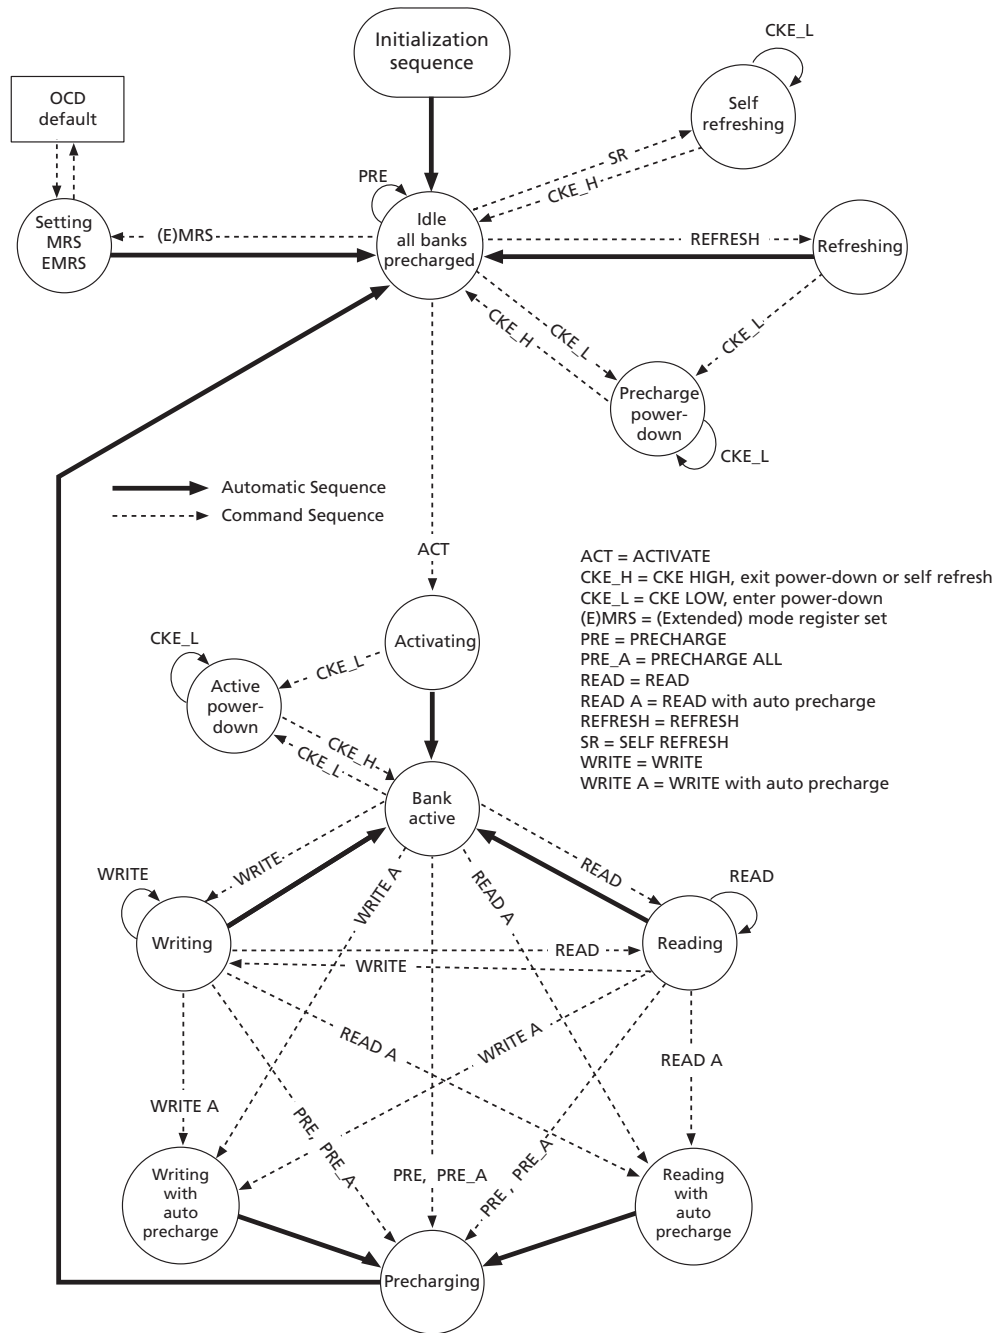 Initialization
sequence
CKE_L
OCD
default
Self
refreshing
SR
CKE_H
PRE
Setting
MRS
EMRS
(E)MRS
Idle
all banks
precharged
REFRESH
Refreshing
CKE_H
CKE_L
CKE_L
Precharge
power-
down
CKE_L
Automatic Sequence
Command Sequence
ACT
ACT = ACTIVATE
CKE_H = CKE HIGH, exit power-down or self refresh
CKE_L = CKE LOW, enter power-down
(E)MRS = (Extended) mode register set
PRE = PRECHARGE
PRE_A = PRECHARGE ALL
READ = READ
READ A = READ with auto precharge
REFRESH = REFRESH
SR = SELF REFRESH
WRITE = WRITE
WRITE A = WRITE with auto precharge
CKE_L
Activating
CKE_L
Active
power-
down
CKE_H
CKE_L
Bank
active
WRITE
WRITE
WRITE A
READ A
READ
READ
Writing
READ
WRITE
Reading
READ A
WRITE A
READ A
WRITE A
PRE, PRE_A
PRE, PRE_A
PRE , PRE_A
Writing
with
auto
precharge
Reading
with
auto
precharge
Precharging